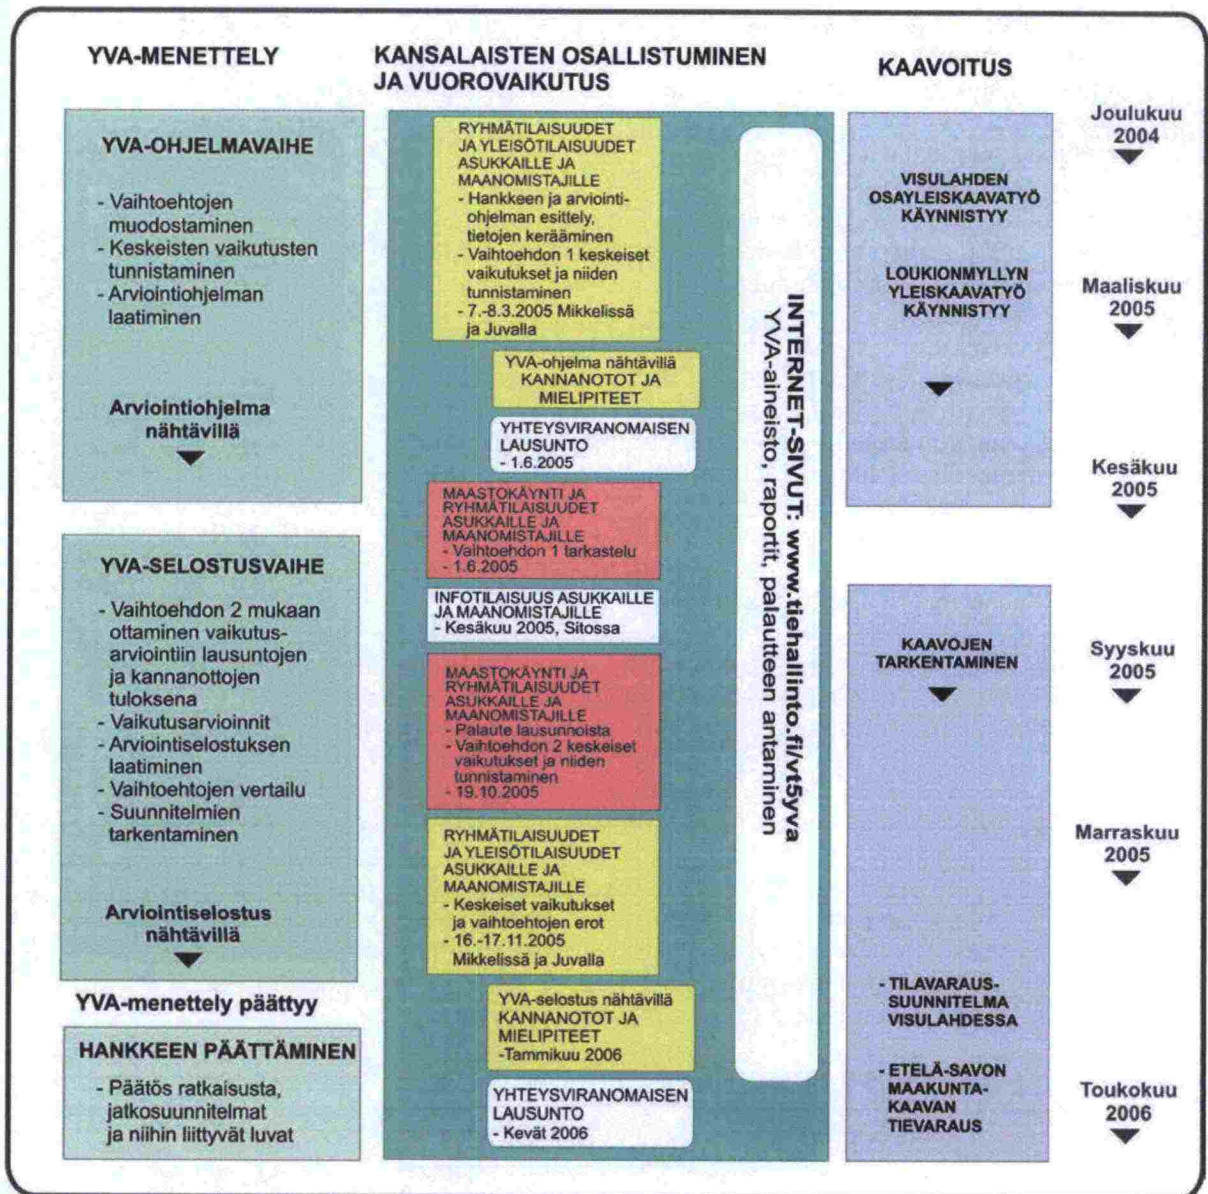 YVA-MENETTELY
YVA-OHJELMAVAIHE
- Vaihtoehtojen
muodostaminen
- Keskeisten vaikutusten
tunnistaminen
- Arviointiohjelman
laatiminen
Arviointiohjelma
nähtävillä
YVA-SELOSTUSVAIHE
- Vaihtoehdon 2 mukaan
ottaminen vaikutus-
arviointiin lausuntojen
ja kannanottojen
tuloksena
- Vaikutusarvioinnit
- Arviointiselostuksen
laatiminen
- Vaihtoehtojen vertailu
- Suunnitelmien
tarkentaminen
Arviointiselostus
nähtävillä
YVA-menettely päättyy
HANKKEEN PÄÄTTÄMINEN
- Päätös ratkaisusta,
jatkosuunnitelmat
ja niihin liittyvät luvat
KANSALAISTEN OSALLISTUMINEN
JA VUOROVAIKUTUS
RYHMÄTILAISUUDET
JA YLEISÖTILAISUUDET
ASUKKAILLE JA
MAANOMISTAJILLE
- Hankkeen ja arviointi-
ohjelman esittely,
tietojen kerääminen
- Vaihtoehdon 1 keskeiset
vaikutukset ja niiden
tunnistaminen
- 7.-8.3.2005 Mikkelissä
ja Juvalla
YVA-ohjelma nähtävillä
KANNANOTOT JA
MIELIPITEET
YHTEYSVIRANOMAISEN
LAUSUNTO
- 1.6.2005
MAASTOKÄYNTI JA
RYHMÄTILAISUUDET
ASUKKAILLE JA
MAANOMISTAJILLE
- Vaihtoehdon 1 tarkastelu
- 1.6.2005
INFOTILAISUUS ASUKKAILLE
JA MAANOMISTAJILLE
- Kesäkuu 2005, Sitossa
MAASTOKÄYNTI JA
RYHMÄTILAISUUDET
ASUKKAILLE JA
MAANOMISTAJILLE
- Palaute lausunnoista
- Vaihtoehdon 2 keskeiset
vaikutukset ja niiden
tunnistaminen
- 19.10.2005
RYHMÄTILAISUUDET
JA YLEISÖTILAISUUDET
ASUKKAILLE JA
MAANOMISTAJILLE
- Keskeiset vaikutukset
ja vaihtoehtojen erot
- 16.-17.11.2005
Mikkelissä ja Juvalla
YVA-selostus nähtävillä
KANNANOTOT JA
MIELIPITEET
-Tammikuu 2006
YHTEYSVIRANOMAISEN
LAUSUNTO
- Kevät 2006
INTERNET-SIVUT: www.tiehallinto.fi/vt5yva
YVA-aineisto, raportit, palautteen antaminen
KAAVOITUS
VISULAHDEN
OSAYLEISKAAVATYÖ
KÄYNNISTYY
LOUKIONMYLLYN
YLEISKAAVATYÖ
KÄYNNISTYY
KAAVOJEN
TARKENTAMINEN
- TILAVARAUS-
SUUNNITELMA
VISULAHDESSA
- ETELÄ-SAVON
MAAKUNTA-
KAAVAN
TIEVARAUS
Joulukuu
2004
Maaliskuu
2005
Kesäkuu
2005
Syyskuu
2005
Marraskuu
2005
Toukokuu
2006